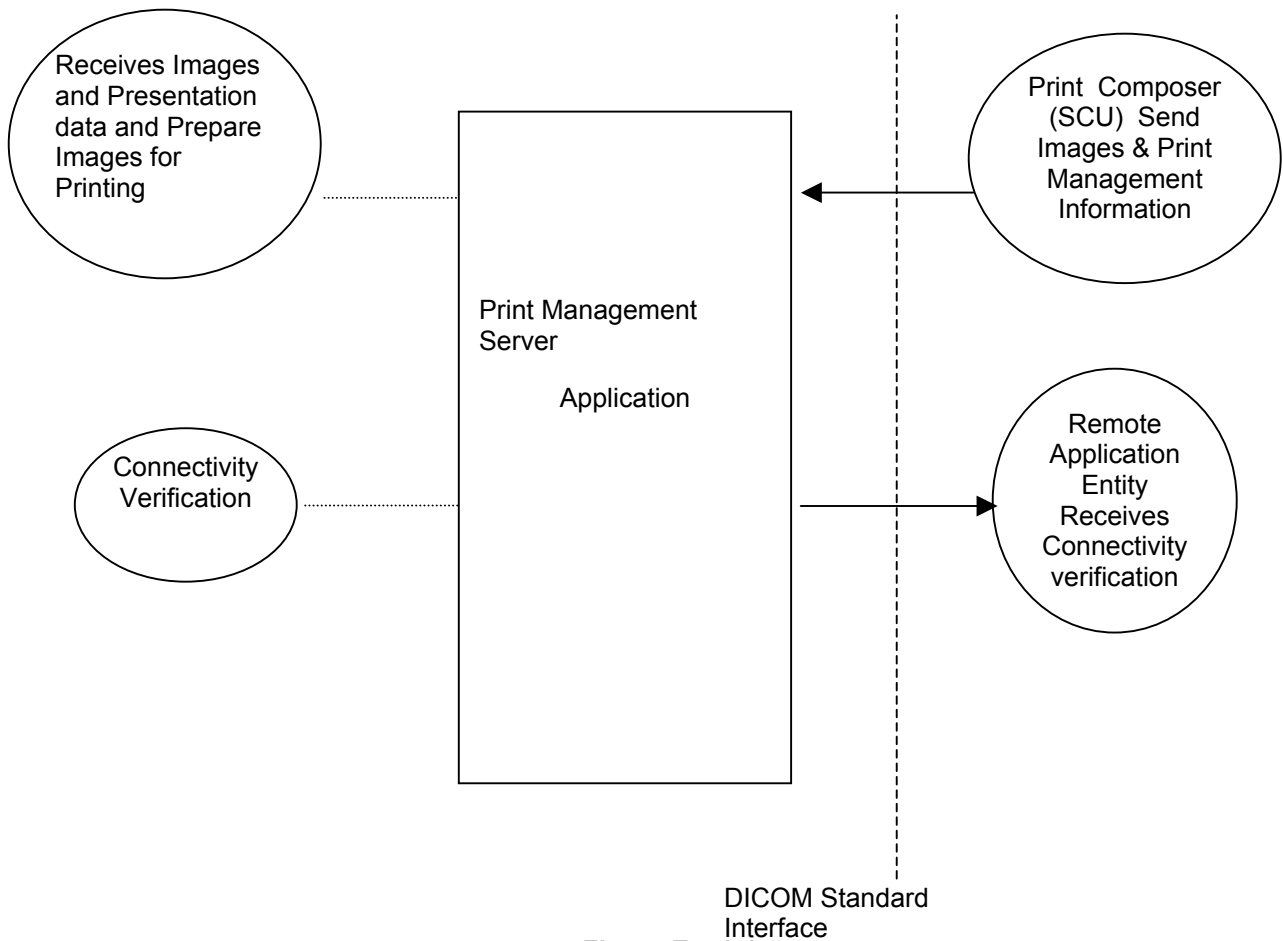 Receives Images
and Presentation
data and Prepare
Images for
Printing
Print Composer
(SCU) Send
Images & Print
Management
Information
Print Management
Server
Application
Connectivity
Verification
Remote
Application
Entity
Receives
Connectivity
verification
DICOM Standard
Interface